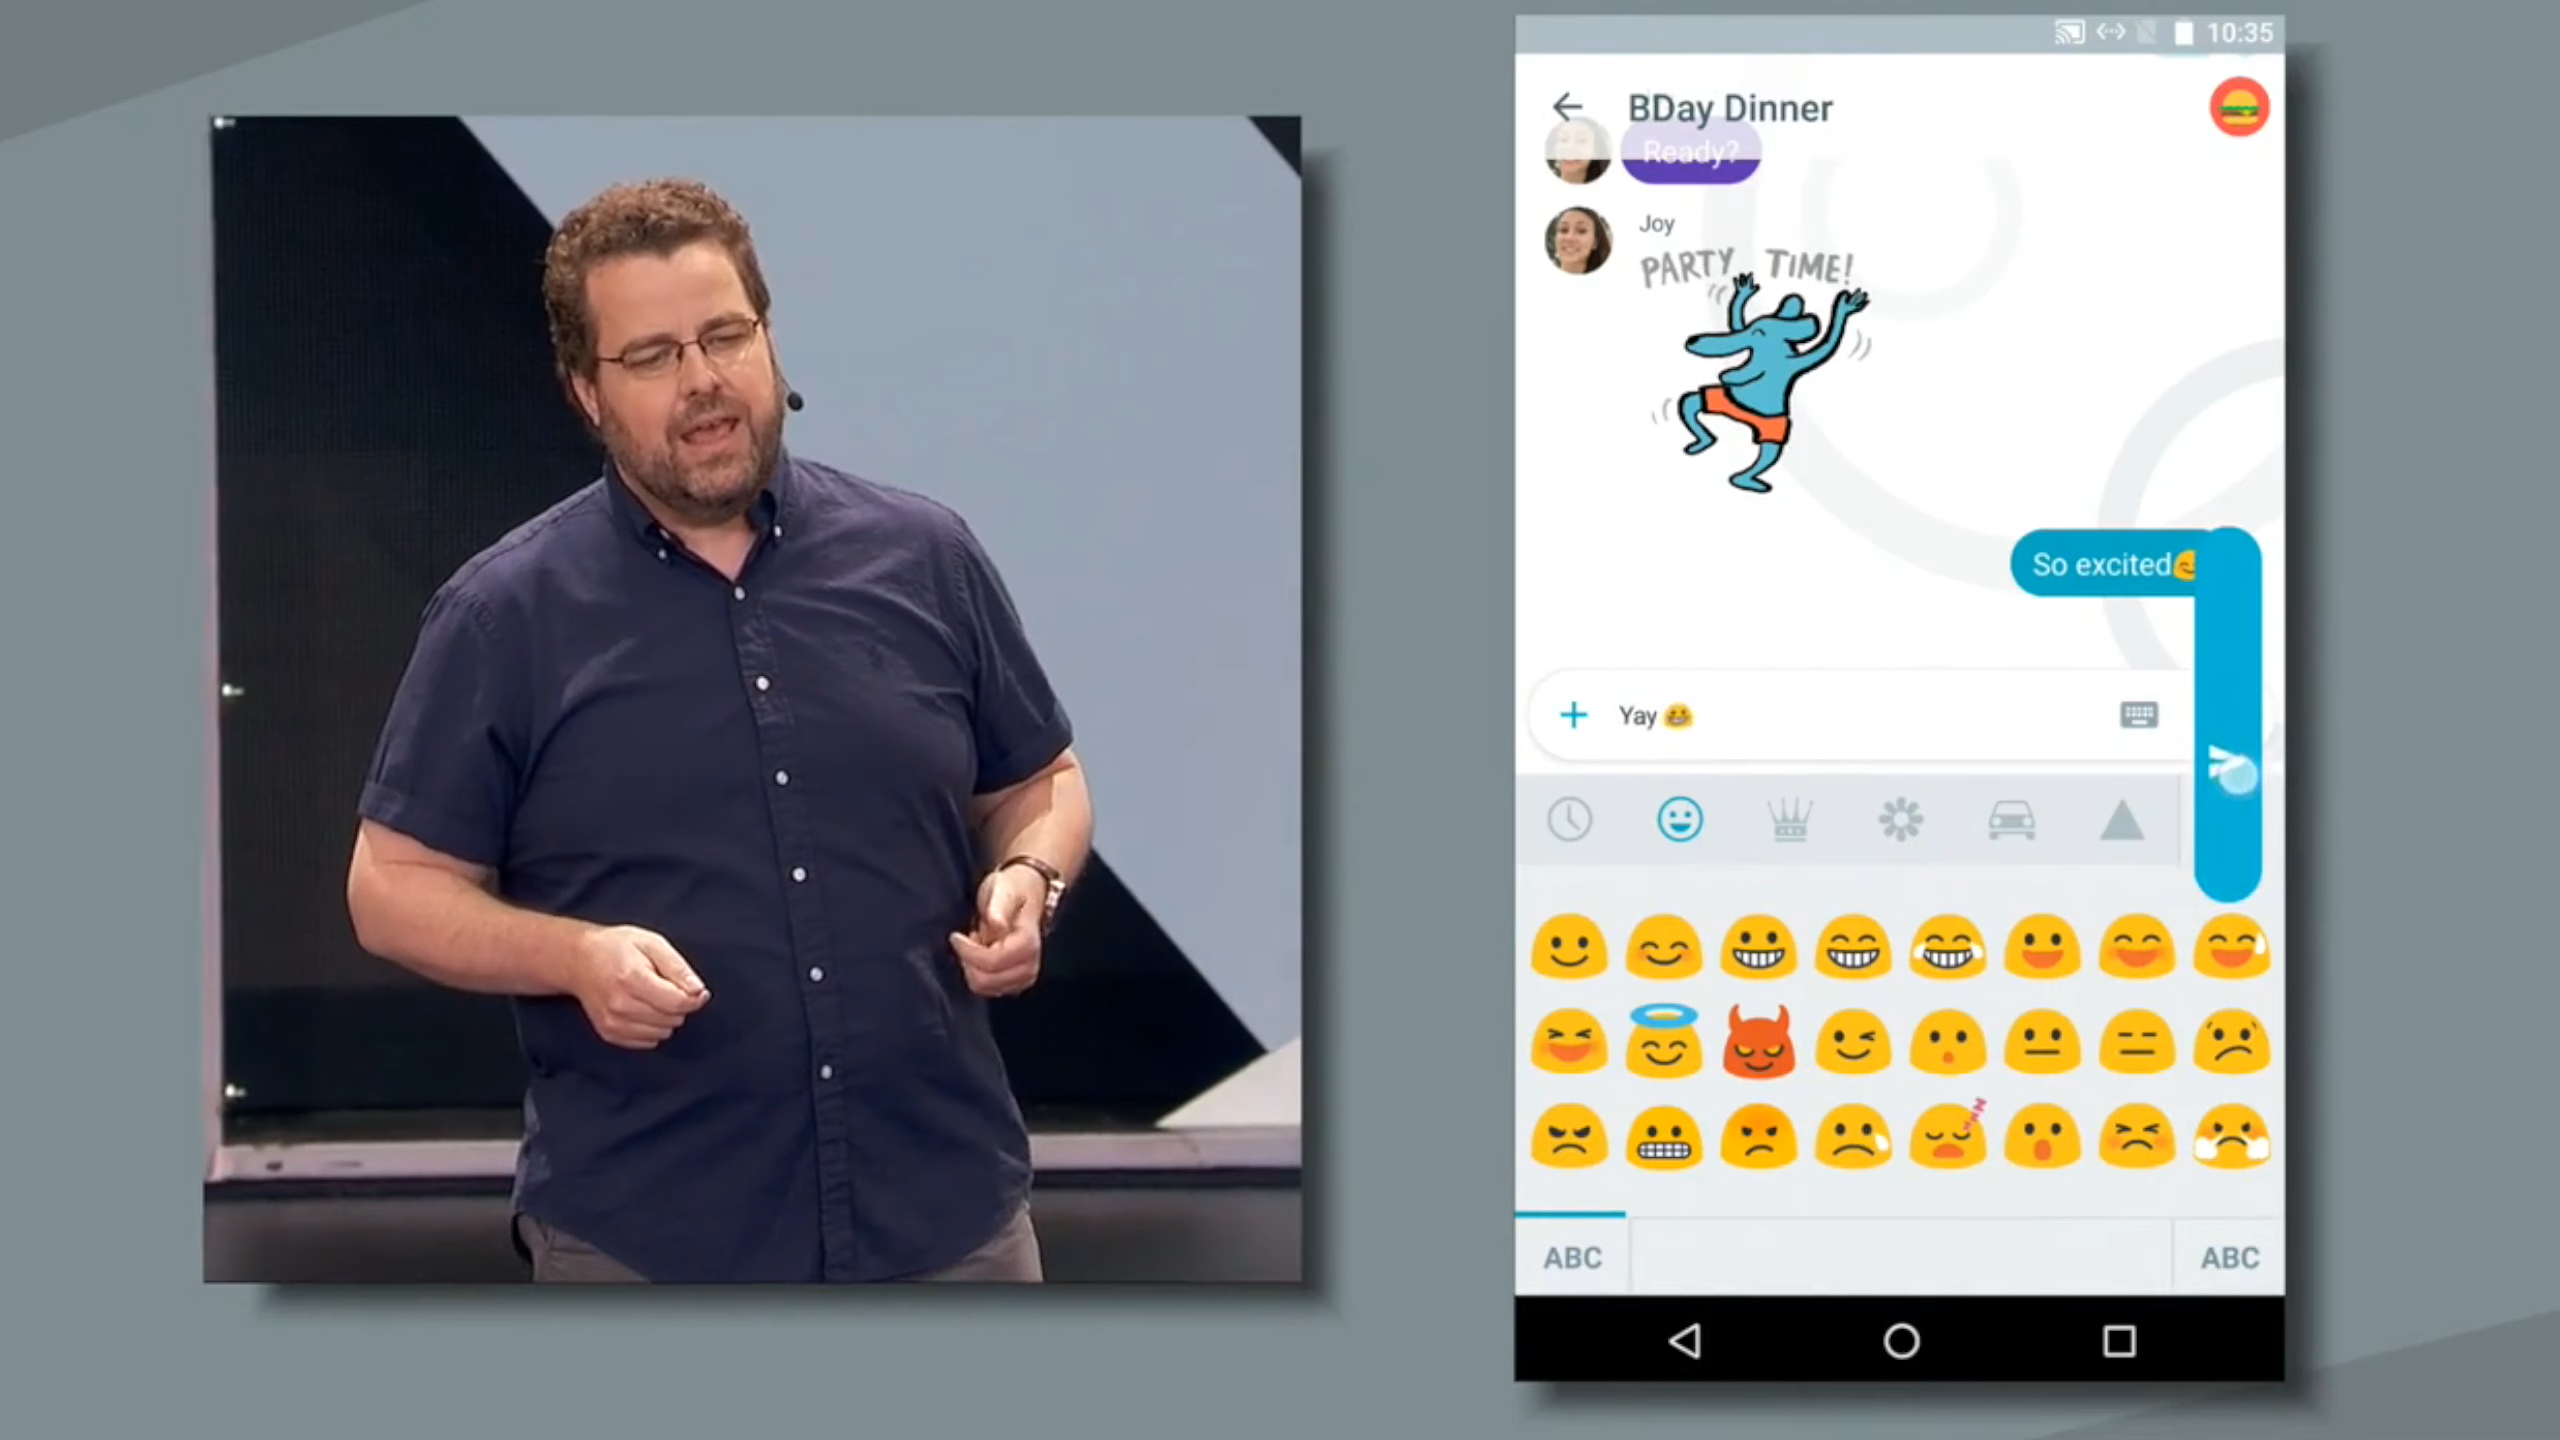 10:35
BDay Dinner
Ready?
Joy
PARTY TIME!
So excited
Yay
ABC
ABC